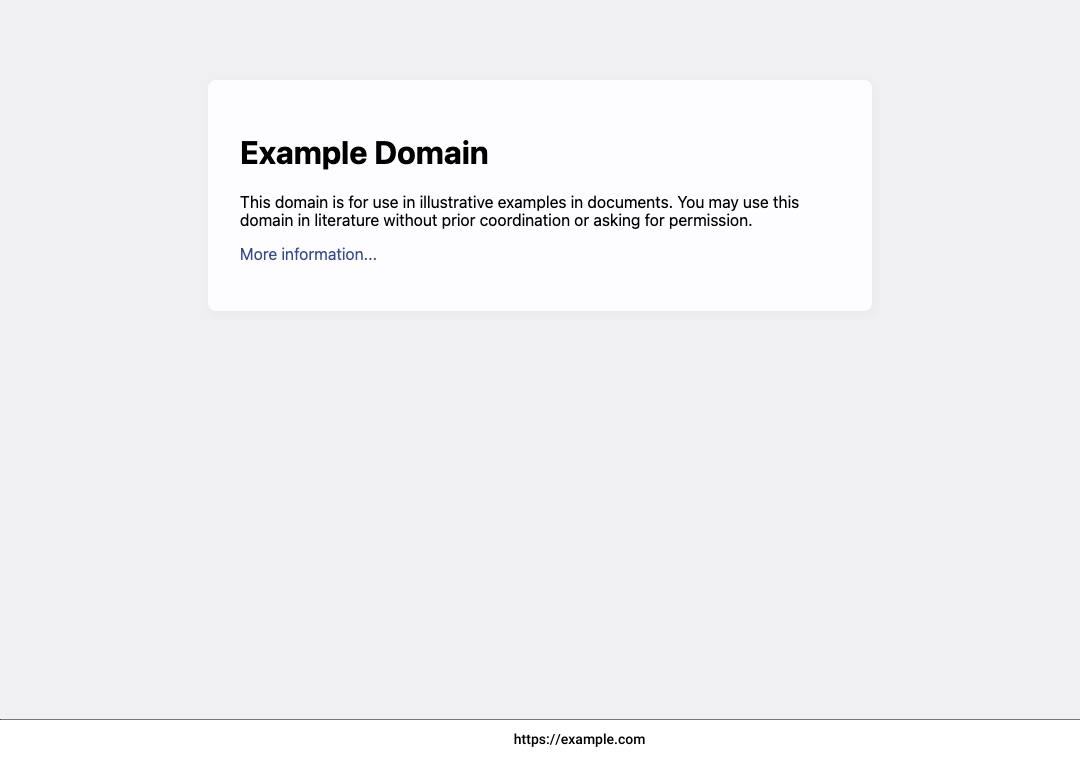 Example Domain
This domain is for use in illustrative examples in documents. You may use this
domain in literature without prior coordination or asking for permission.
More information...
https://example.com